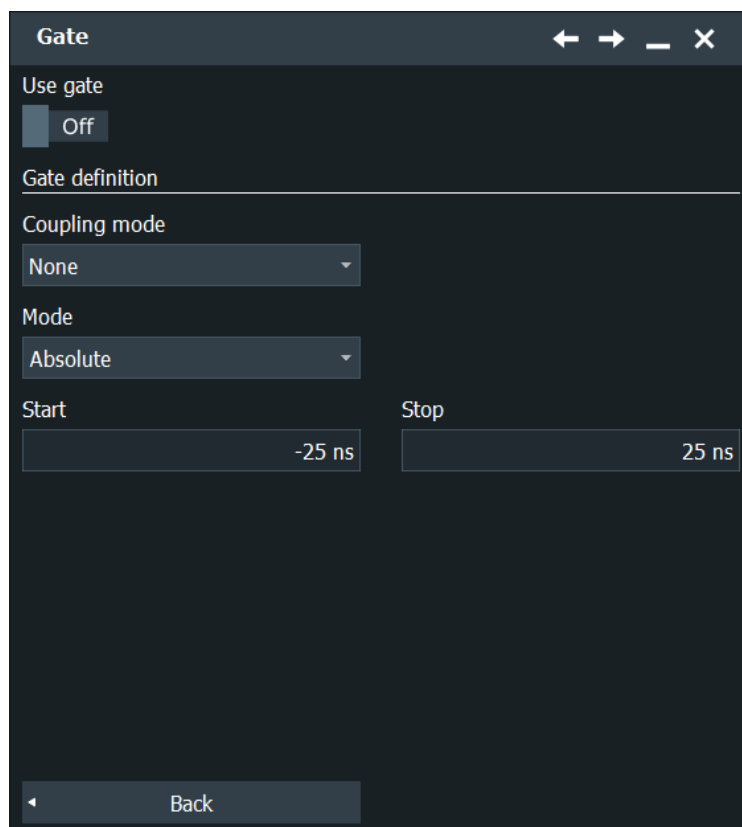 Gate
Use gate
Off
Gate definition
Coupling mode
None
Mode
Absolute
Start Stop
-25 ns 25 ns
Back